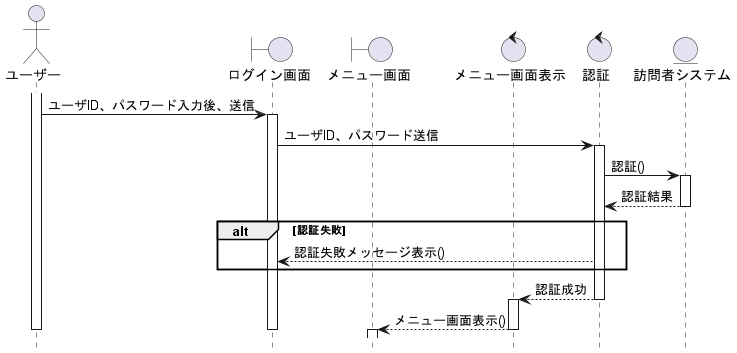 ユーザー
ログイン画面
メニュー画面
メニュー画面表示
認証
訪問者システム
ユーザID、パスワード入力後、送信
ユーザID、パスワード送信
認証()
認証結果
alt [認証失敗]
認証失敗メッセージ表示()
認証成功
メニュー画面表示()